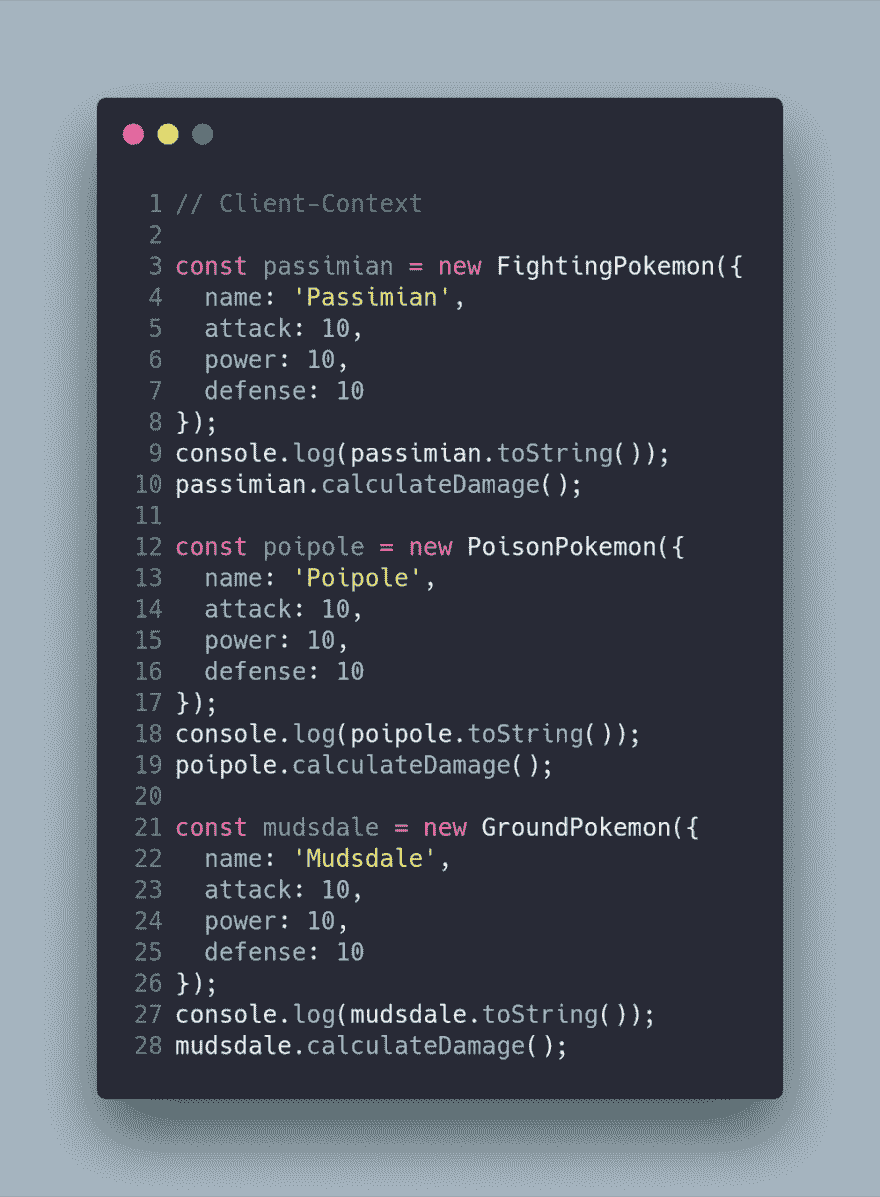 1 // Client-Context
2
3 const passimian = new FightingPokemon({
4   name: 'Passimian',
5   attack: 10,
6   power: 10,
7   defense: 10
8 });
9 console.log(passimian.toString());
10 passimian.calculateDamage();
11
12 const poipole = new PoisonPokemon({
13   name: 'Poipole',
14   attack: 10,
15   power: 10,
16   defense: 10
17 });
18 console.log(poipole.toString());
19 poipole.calculateDamage();
20
21 const mudsdale = new GroundPokemon({
22   name: 'Mudsdale',
23   attack: 10,
24   power: 10,
25   defense: 10
26 });
27 console.log(mudsdale.toString());
28 mudsdale.calculateDamage();